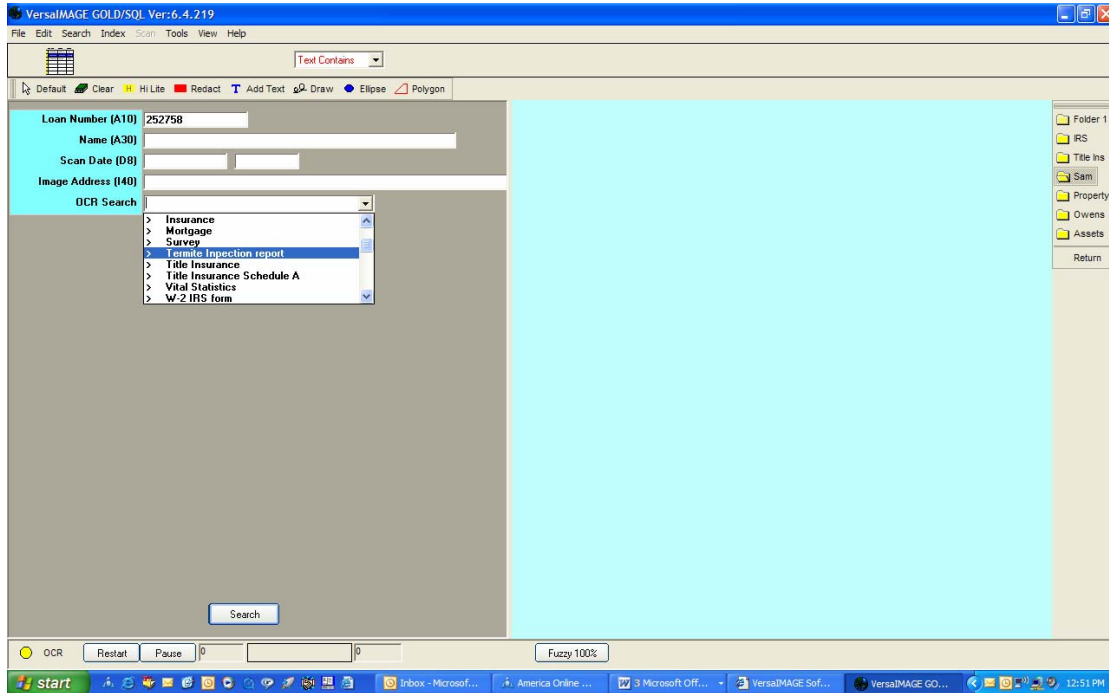 VersaIMAGE GOLD/SQL Ver:6.4.219
File Edit Search Index Scan Tools View Help
Text Contains
Default Clear H Hi Lite Redact T Add Text Draw Ellipse Polygon
Loan Number (A10) 252758
Name (A30)
Scan Date (D8)
Image Address (I40)
OCR Search
> Insurance
> Mortgage
> Survey
> Termite Inpection report
> Title Insurance
> Title Insurance Schedule A
> Vital Statistics
> W-2 IRS form
Folder 1
IRS
Title Ins
Sam
Property
Owens
Assets
Return
Search
OCR Restart Pause 0 0 Fuzzy 100%
start Inbox - Microsof... America Online ... 3 Microsoft Off... VersaIMAGE Sof... VersaIMAGE GO... 12:51 PM